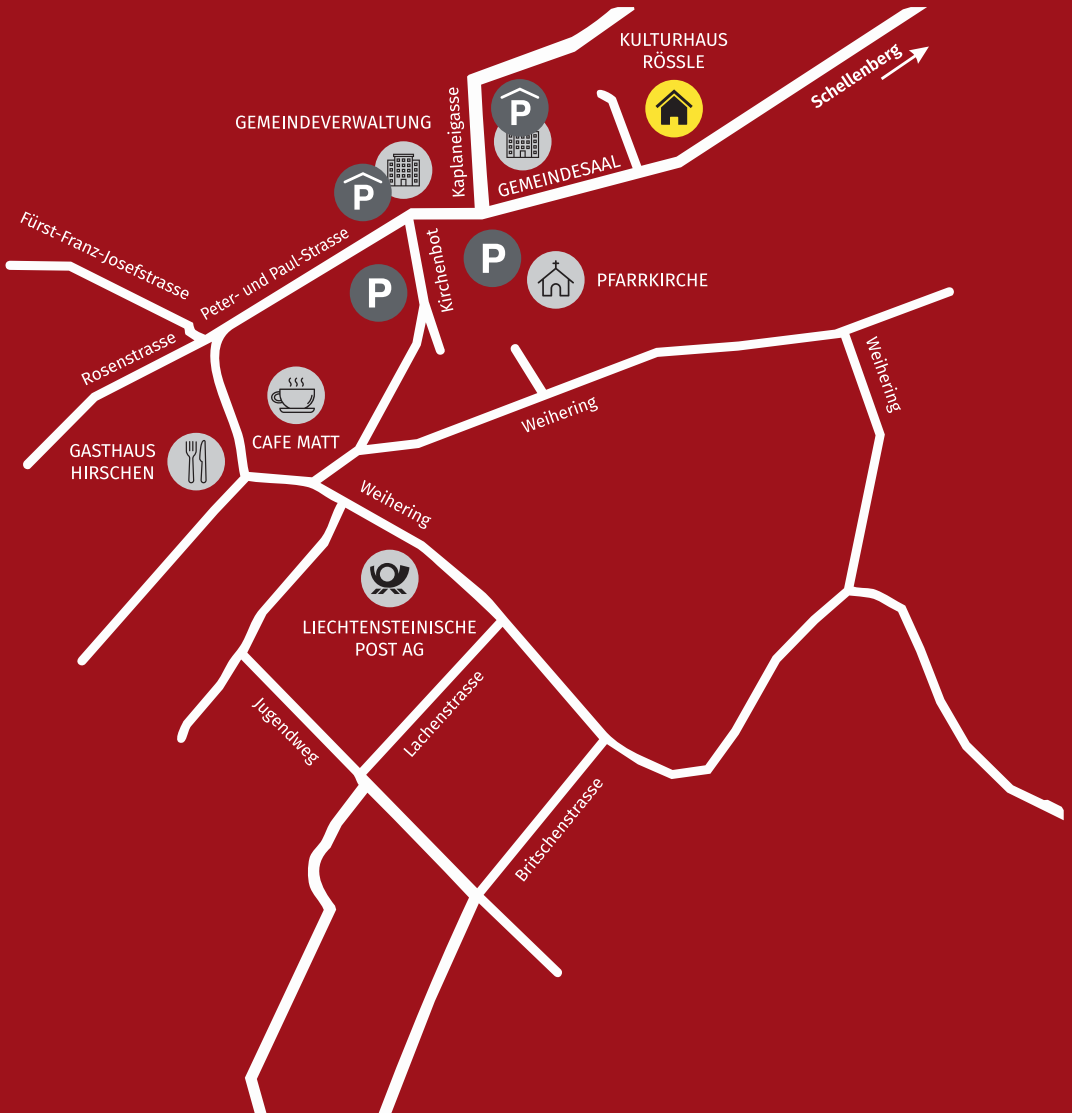 KULTURHAUS
RÖSSLE
Schellenberg
Kaplaneigasse
P
GEMEINDEVERWALTUNG
GEMEINDESAAL
P
Fürst-Franz-Josefstrasse
Peter- und Paul-Strasse
Kirchenbot
P
P
PFARRKIRCHE
Rosenstrasse
Weihering
Weihering
CAFE MATT
GASTHAUS
HIRSCHEN
Weihering
LIECHTENSTEINISCHE
POST AG
Jugendweg
Lachenstrasse
Britschenstrasse